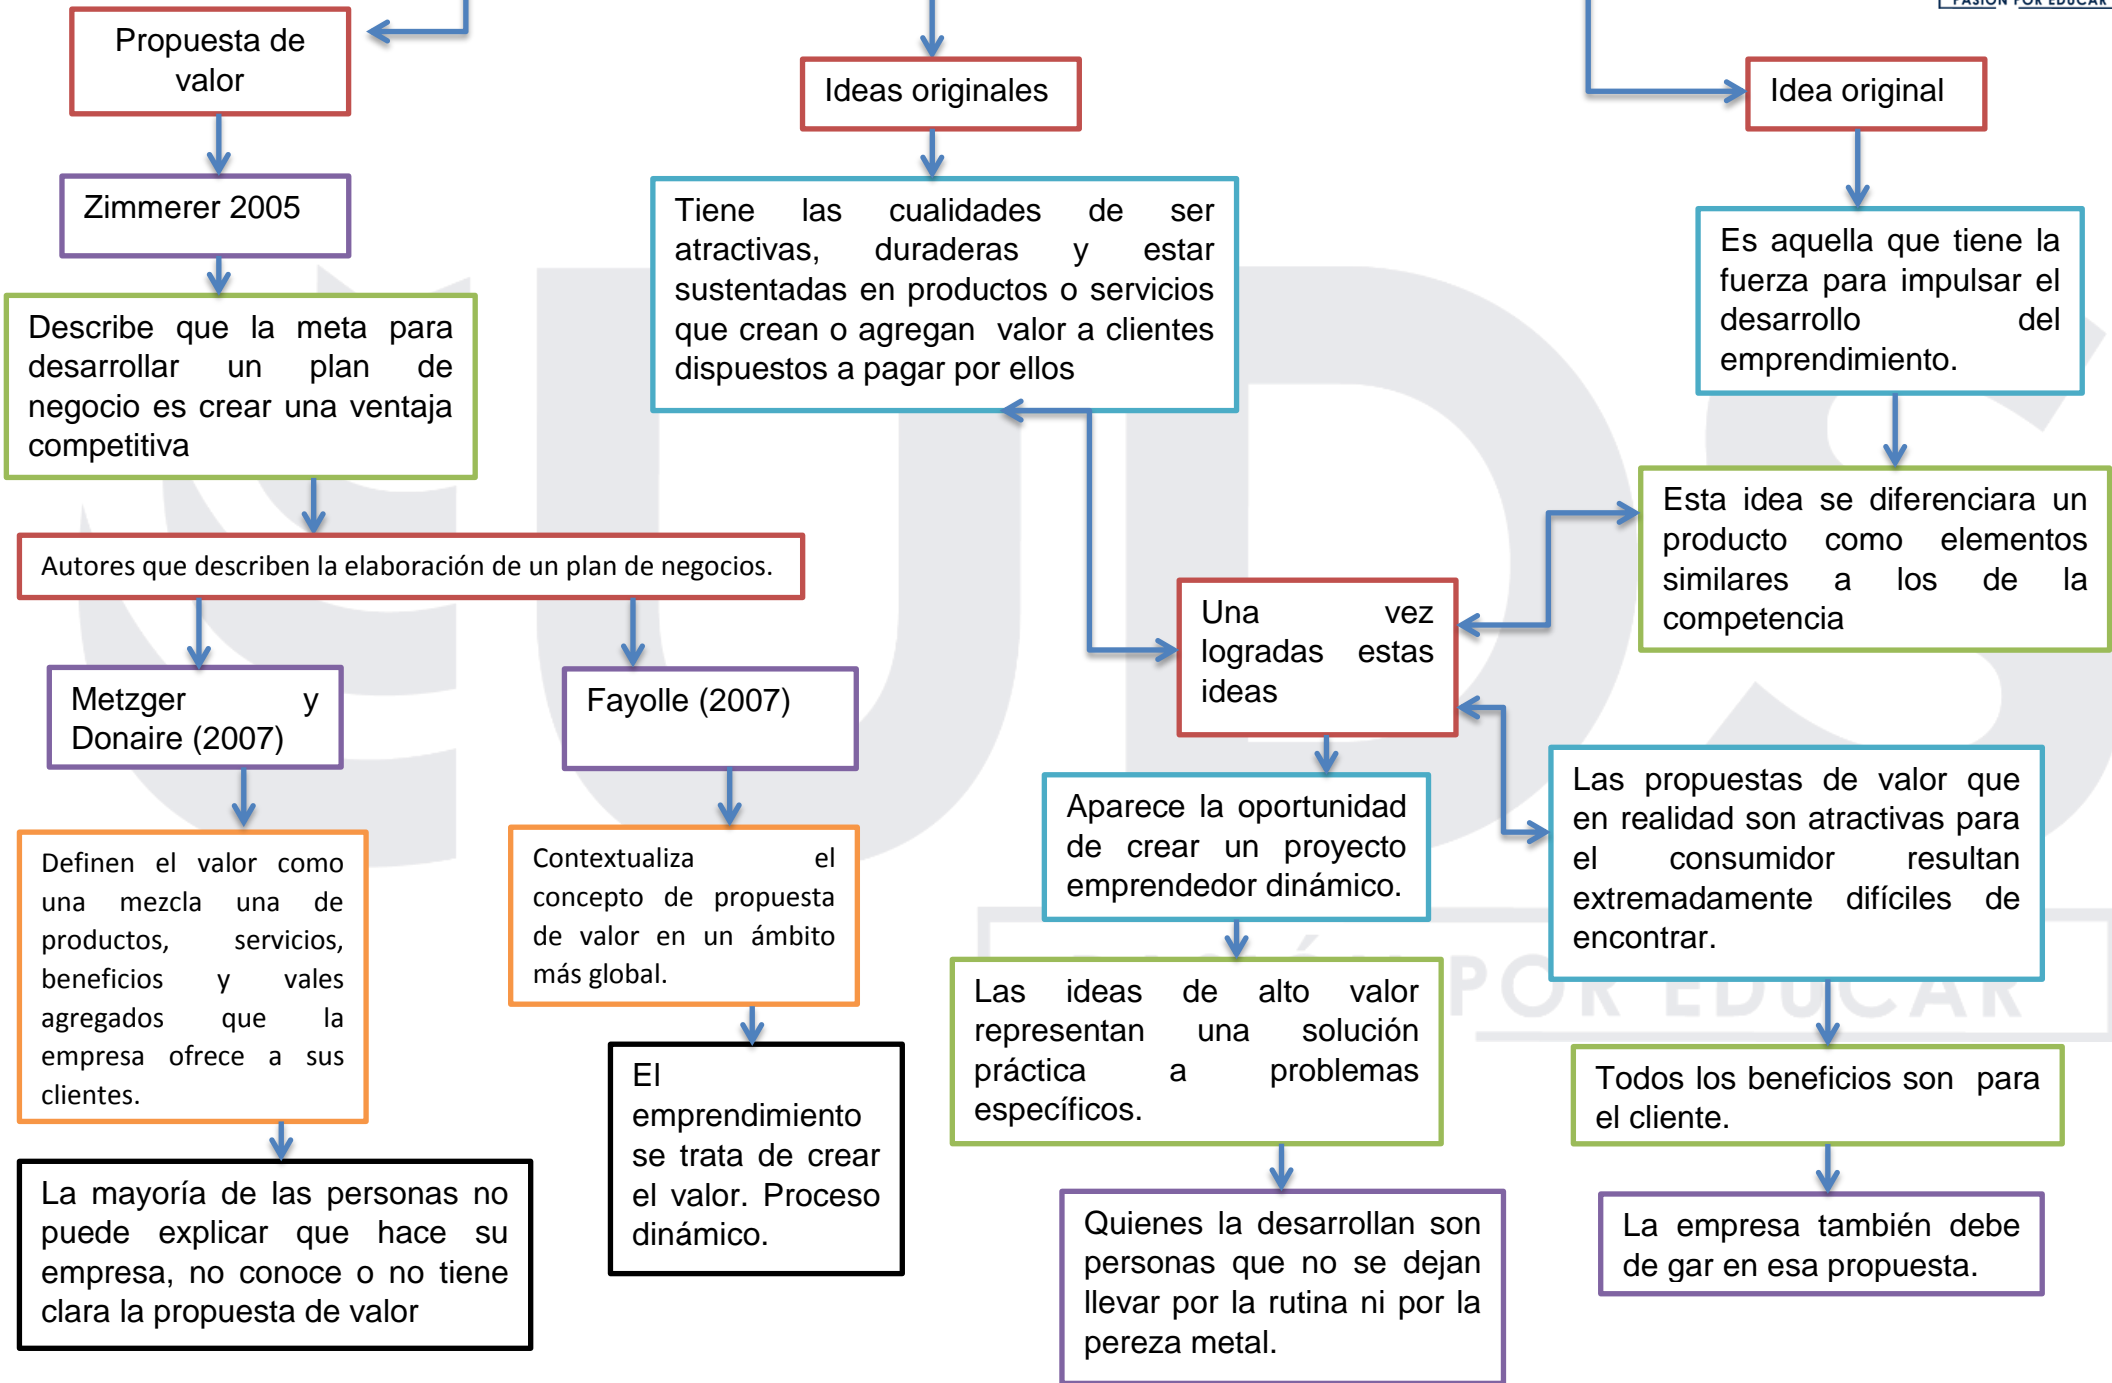 PASIÓN POR EDUCAR
Propuesta de
valor
Ideas originales
Idea original
Zimmerer 2005
Tiene las cualidades de ser
atractivas, duraderas y estar
sustentadas en productos o servicios
que crean o agregan valor a clientes
dispuestos a pagar por ellos
Es aquella que tiene la
fuerza para impulsar el
desarrollo del
emprendimiento.
Describe que la meta para
desarrollar un plan de
negocio es crear una ventaja
competitiva
Esta idea se diferenciara un
producto como elementos
similares a los de la
competencia
Autores que describen la elaboración de un plan de negocios.
Una vez
logradas estas
ideas
Metzger y
Donaire (2007)
Fayolle (2007)
Aparece la oportunidad
de crear un proyecto
emprendedor dinámico.
Las propuestas de valor que
en realidad son atractivas para
el consumidor resultan
extremadamente difíciles de
encontrar.
Definen el valor como
una mezcla una de
productos, servicios,
beneficios y vales
agregados que la
empresa ofrece a sus
clientes.
Contextualiza el
concepto de propuesta
de valor en un ámbito
más global.
Las ideas de alto valor
representan una solución
práctica a problemas
específicos.
El
emprendimiento
se trata de crear
el valor. Proceso
dinámico.
Todos los beneficios son para
el cliente.
La mayoría de las personas no
puede explicar que hace su
empresa, no conoce o no tiene
clara la propuesta de valor
Quienes la desarrollan son
personas que no se dejan
llevar por la rutina ni por la
pereza metal.
La empresa también debe
de gar en esa propuesta.
UDS
POR EDUCAR